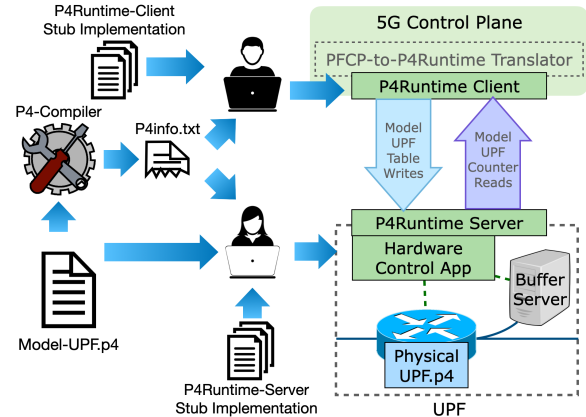 P4Runtime-Client
Stub Implementation
5G Control Plane
PFCP-to-P4Runtime Translator
P4Runtime Client
P4-Compiler
P4info.txt
Model
UPF
Table
Writes
Model
UPF
Counter
Reads
P4Runtime Server
Hardware
Control App
Buffer
Server
Model-UPF.p4
Physical
UPF.p4
P4Runtime-Server
Stub Implementation
UPF